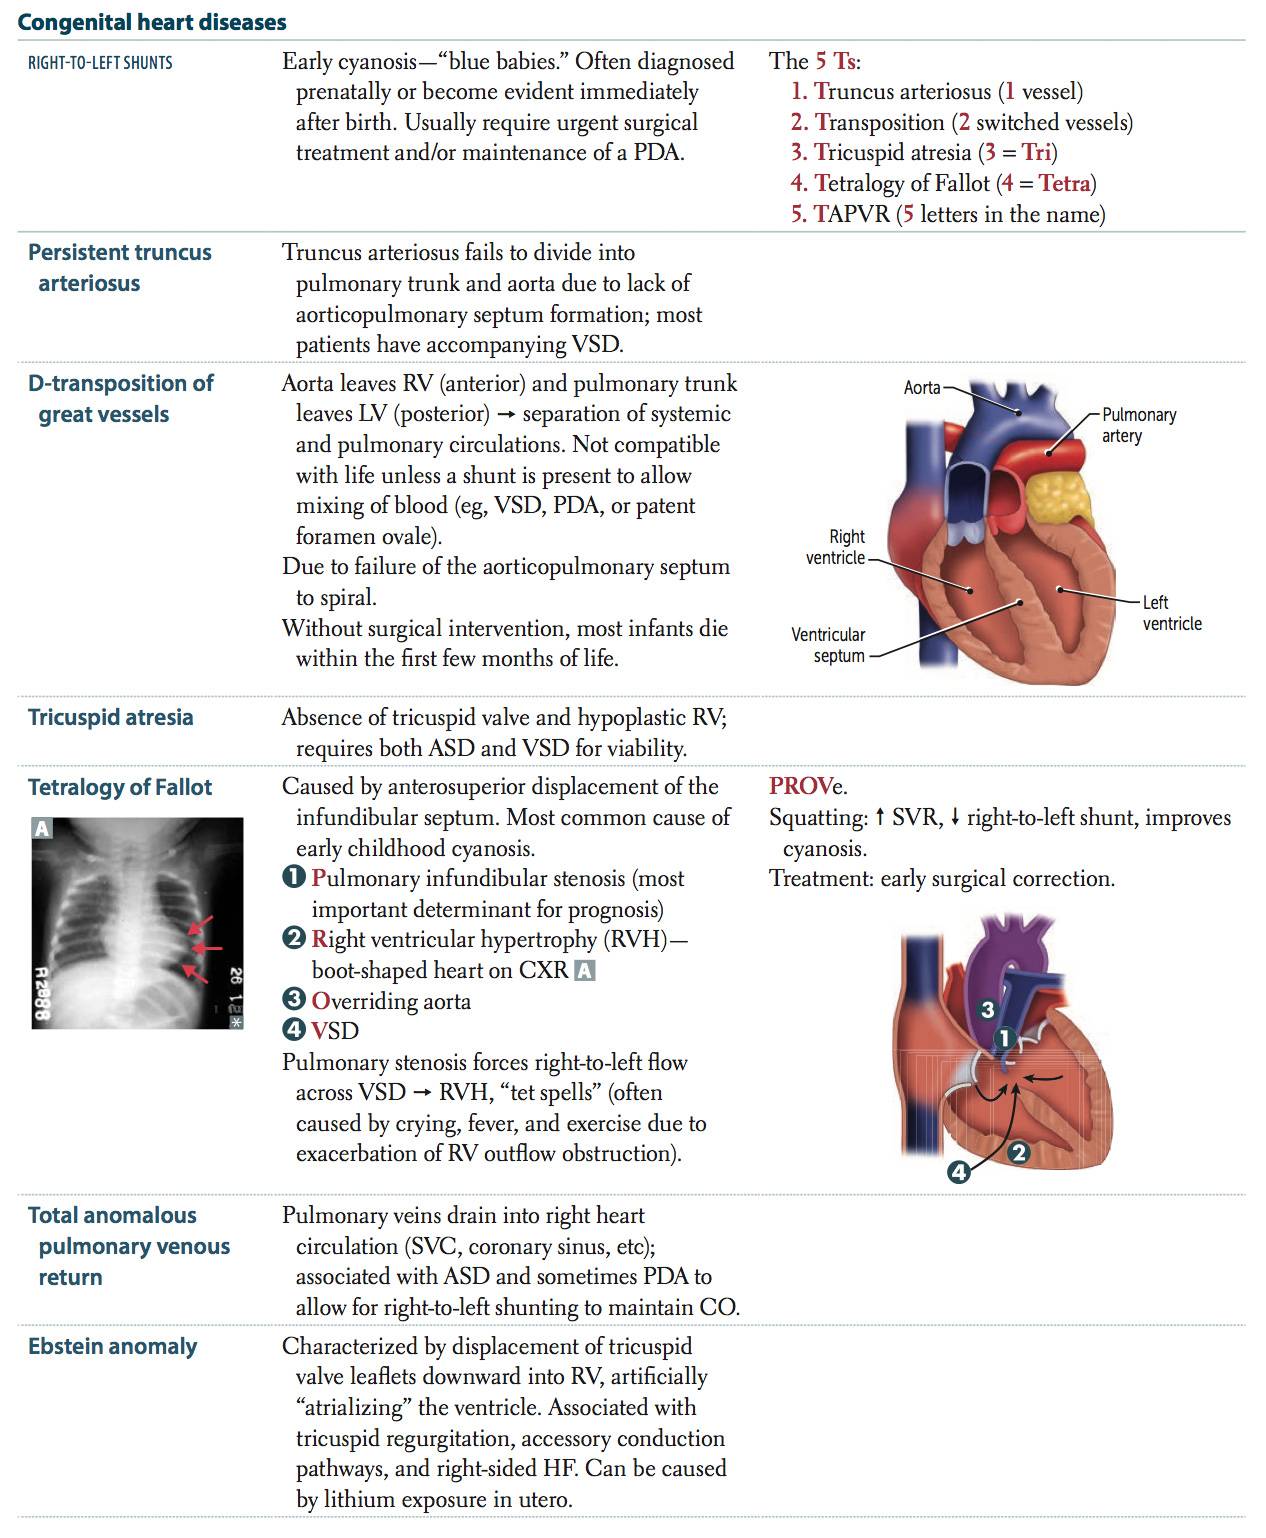 Congenital heart diseases
RIGHT-TO-LEFT SHUNTS
Early cyanosis—“blue babies.” Often diagnosed
prenatally or become evident immediately
after birth. Usually require urgent surgical
treatment and/or maintenance of a PDA.
The 5 Ts:
1. Truncus arteriosus (1 vessel)
2. Transposition (2 switched vessels)
3. Tricuspid atresia (3 = Tri)
4. Tetralogy of Fallot (4 = Tetra)
5. TAPVR (5 letters in the name)
Persistent truncus
arteriosus
Truncus arteriosus fails to divide into
pulmonary trunk and aorta due to lack of
aorticopulmonary septum formation; most
patients have accompanying VSD.
D-transposition of
great vessels
Aorta leaves RV (anterior) and pulmonary trunk
leaves LV (posterior) → separation of systemic
and pulmonary circulations. Not compatible
with life unless a shunt is present to allow
mixing of blood (eg, VSD, PDA, or patent
foramen ovale).
Due to failure of the aorticopulmonary septum
to spiral.
Without surgical intervention, most infants die
within the first few months of life.
Aorta
Pulmonary
artery
Right
ventricle
Left
ventricle
Ventricular
septum
Tricuspid atresia
Absence of tricuspid valve and hypoplastic RV;
requires both ASD and VSD for viability.
Tetralogy of Fallot
A
Caused by anterosuperior displacement of the
infundibular septum. Most common cause of
early childhood cyanosis.
1 Pulmonary infundibular stenosis (most
important determinant for prognosis)
2 Right ventricular hypertrophy (RVH)—
boot-shaped heart on CXR A
3 Overriding aorta
4 VSD
Pulmonary stenosis forces right-to-left flow
across VSD → RVH, “tet spells” (often
caused by crying, fever, and exercise due to
exacerbation of RV outflow obstruction).
PROVe.
Squatting: ↑ SVR, ↓ right-to-left shunt, improves
cyanosis.
Treatment: early surgical correction.
3
1
2
4
Total anomalous
pulmonary venous
return
Pulmonary veins drain into right heart
circulation (SVC, coronary sinus, etc);
associated with ASD and sometimes PDA to
allow for right-to-left shunting to maintain CO.
Ebstein anomaly
Characterized by displacement of tricuspid
valve leaflets downward into RV, artificially
“atrializing” the ventricle. Associated with
tricuspid regurgitation, accessory conduction
pathways, and right-sided HF. Can be caused
by lithium exposure in utero.